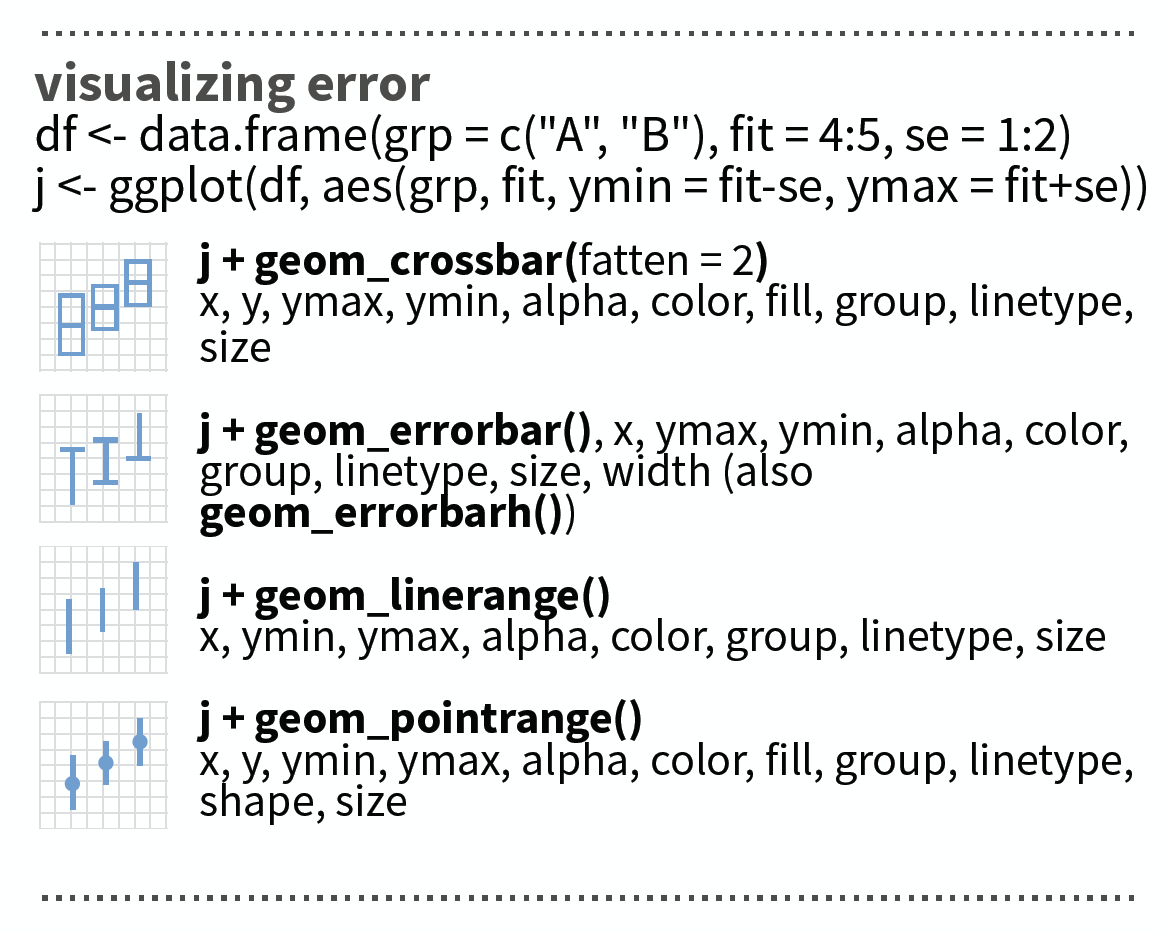 visualizing error
df <- data.frame(grp = c("A", "B"), fit = 4:5, se = 1:2)
j <- ggplot(df, aes(grp, fit, ymin = fit-se, ymax = fit+se))
j + geom_crossbar(fatten = 2)
x, y, ymax, ymin, alpha, color, fill, group, linetype,
size
j + geom_errorbar(), x, ymax, ymin, alpha, color,
group, linetype, size, width (also
geom_errorbarh())
j + geom_linerange()
x, ymin, ymax, alpha, color, group, linetype, size
j + geom_pointrange()
x, y, ymin, ymax, alpha, color, fill, group, linetype,
shape, size